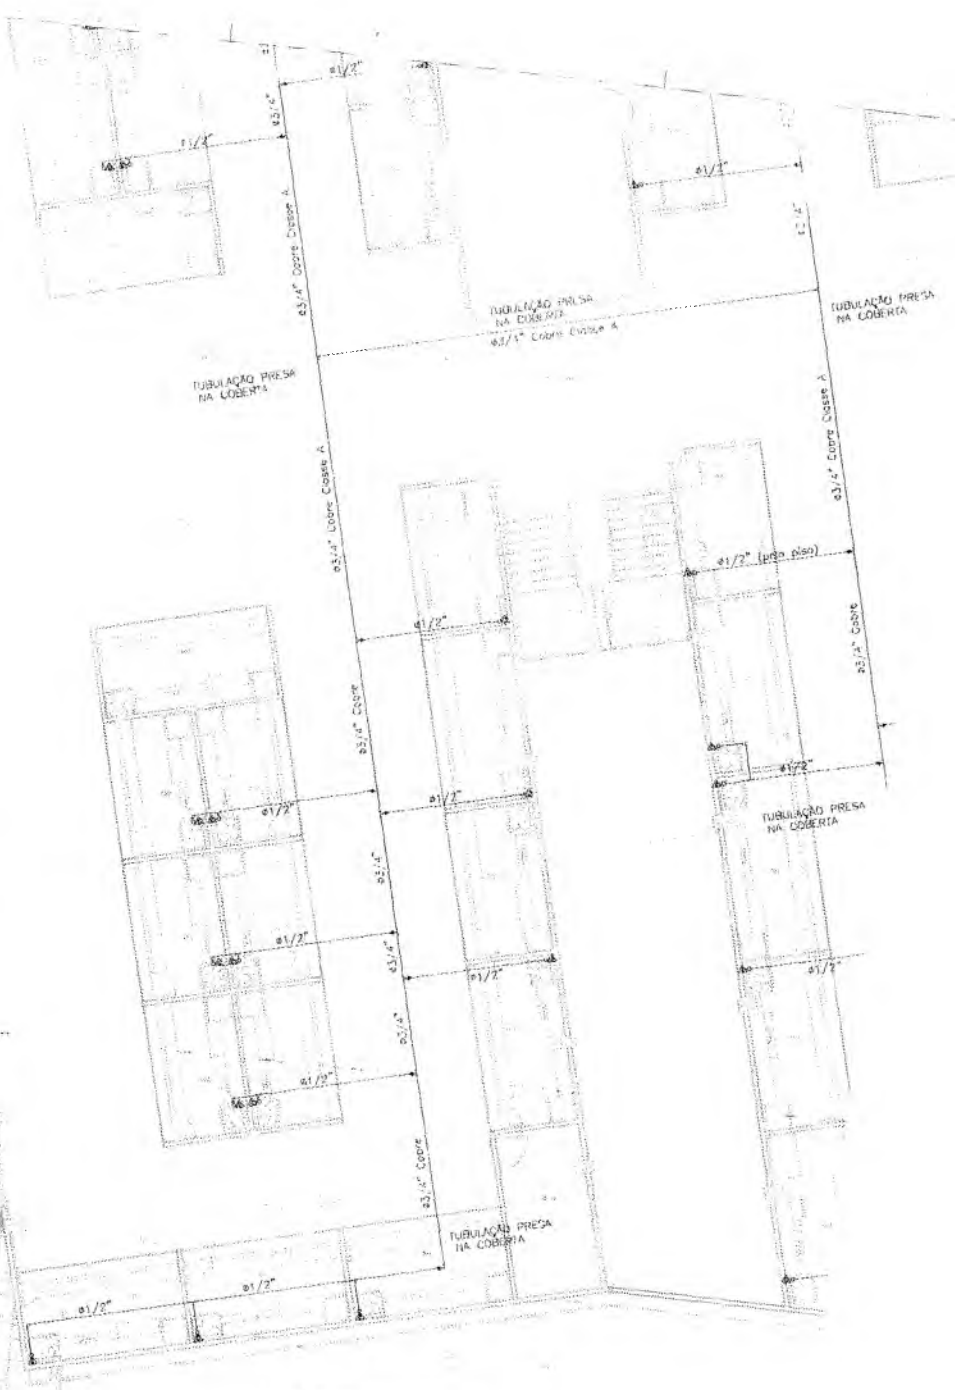 ø1/2"
ø3/4"
ø1/2"
ø1/2"
ø3/4"
ø3/4" Cobre Classe A
TUBULAÇÃO PRESA
NA COBERTA
ø3/4" Cobre Classe A
TUBULAÇÃO PRESA
NA COBERTA
TUBULAÇÃO PRESA
NA COBERTA
ø3/4" Cobre Classe A
ø3/4" Cobre Classe A
ø1/2" (pelo piso)
ø1/2"
ø3/4" Cobre
ø3/4" Cobre
ø1/2"
ø1/2"
ø1/2"
TUBULAÇÃO PRESA
NA COBERTA
ø3/4"
ø1/2"
ø3/4"
ø1/2"
ø1/2"
ø3/4"
ø1/2"
ø3/4" Cobre
TUBULAÇÃO PRESA
NA COBERTA
ø1/2"
ø1/2"